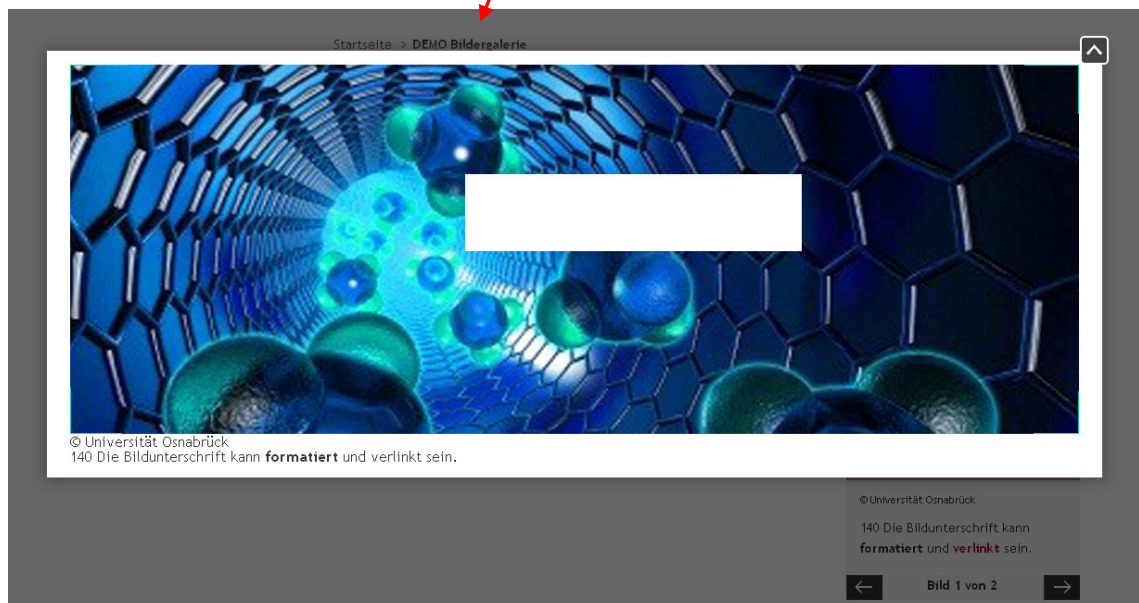 Startseite > DEMO Bildergalerie
© Universität Osnabrück
140 Die Bildunterschrift kann formatiert und verlinkt sein.
© Universität Osnabrück
140 Die Bildunterschrift kann
formatiert und verlinkt sein.
Bild 1 von 2